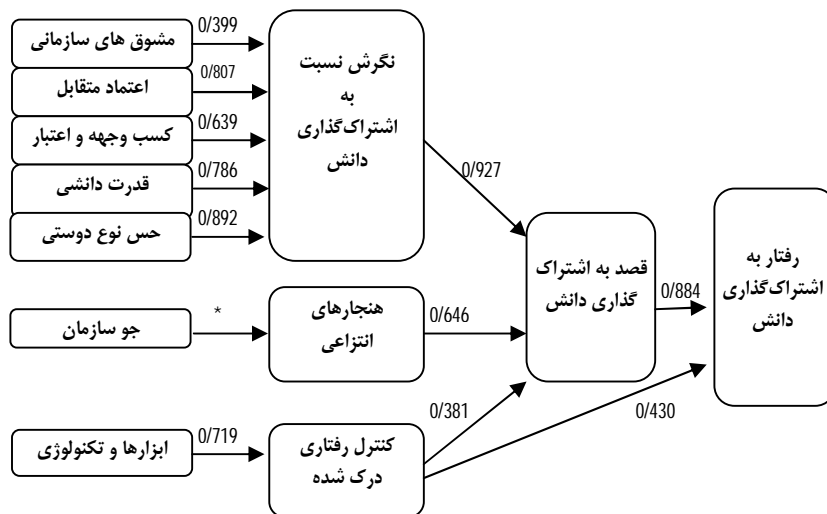 مشوق های سازمانی
0/399
اعتماد متقابل
0/807
کسب وجهه و اعتبار
0/639
قدرت دانشی
0/786
حس نوع دوستی
0/892
نگرش نسبت
به
اشتراک‌گذاری
دانش
0/927
جو سازمان
*
هنجارهای
انتزاعی
0/646
ابزارها و تکنولوژی
0/719
کنترل رفتاری
درک شده
0/381
0/430
قصد به اشتراک
گذاری دانش
0/884
رفتار به
اشتراک‌گذاری
دانش